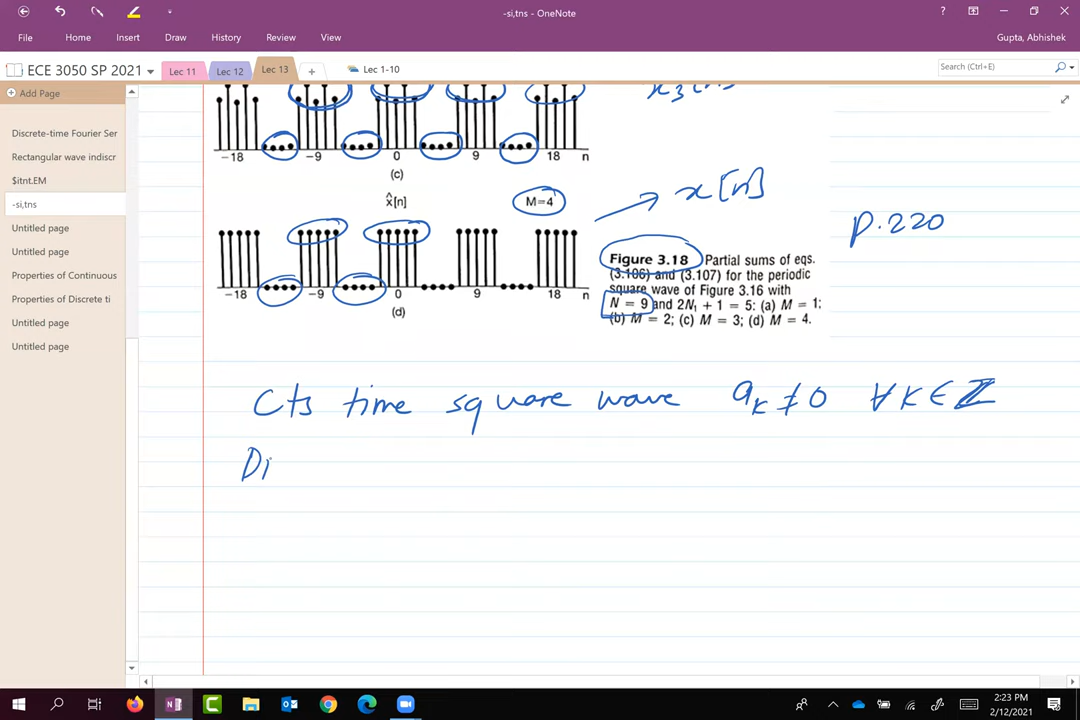 -si,tns - OneNote
Gupta, Abhishek
File Home Insert Draw History Review View
ECE 3050 SP 2021
Lec 11
Lec 12
Lec 13
Lec 1-10
Search (Ctrl+E)
Add Page
Discrete-time Fourier Ser
Rectangular wave indiscr
$itnt.EM
-si,tns
Untitled page
Untitled page
Properties of Continuous
Properties of Discrete ti
Untitled page
Untitled page
x₃[n]
-18 -9 0 9 18 n
(c)
x̂[n]
M=4
x[n]
p.220
-18 -9 0 9 18 n
(d)
Figure 3.18 Partial sums of eqs.
(3.106) and (3.107) for the periodic
square wave of Figure 3.16 with
N = 9 and 2N₁ + 1 = 5: (a) M = 1;
(b) M = 2; (c) M = 3; (d) M = 4.
Cts time square wave aₖ ≠ 0 ∀ k ∈ ℤ
Di
2:23 PM
2/12/2021